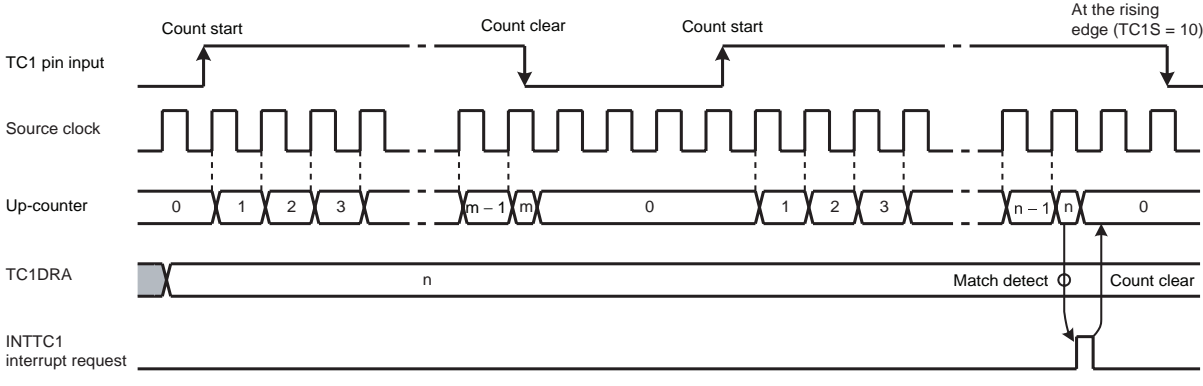 At the rising
edge (TC1S = 10)
Count start
Count clear
Count start
TC1 pin input
Source clock
Up-counter
0 1 2 3 m – 1 m 0 1 2 3 n – 1 n 0
TC1DRA
n
Match detect
Count clear
INTTC1
interrupt request